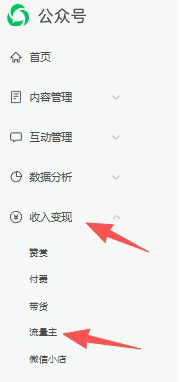 公众号
首页
内容管理
互动管理
数据分析
收入变现
赞赏
付费
带货
流量主
微信小店